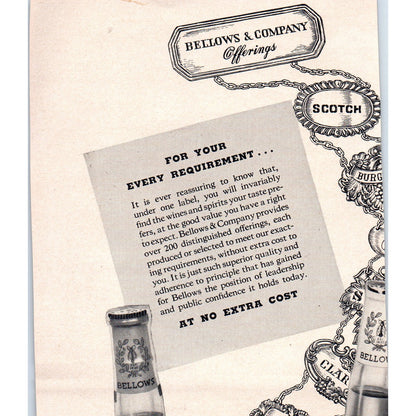 BELLOWS & COMPANY
Offerings
SCOTCH
FOR YOUR
EVERY REQUIREMENT...
It is ever reassuring to know that,
under one label, you will invariably
find the wines and spirits your taste pre-
fers, at the good value you have a right
to expect. Bellows & Company provides
over 200 distinguished offerings, each
produced or selected to meet our exact-
ing requirements, without extra cost to
you. It is just such superior quality and
adherence to principle that has gained
for Bellows the position of leadership
and public confidence it holds today.
AT NO EXTRA COST
BURG
CLAR
BELLOWS
BELLO